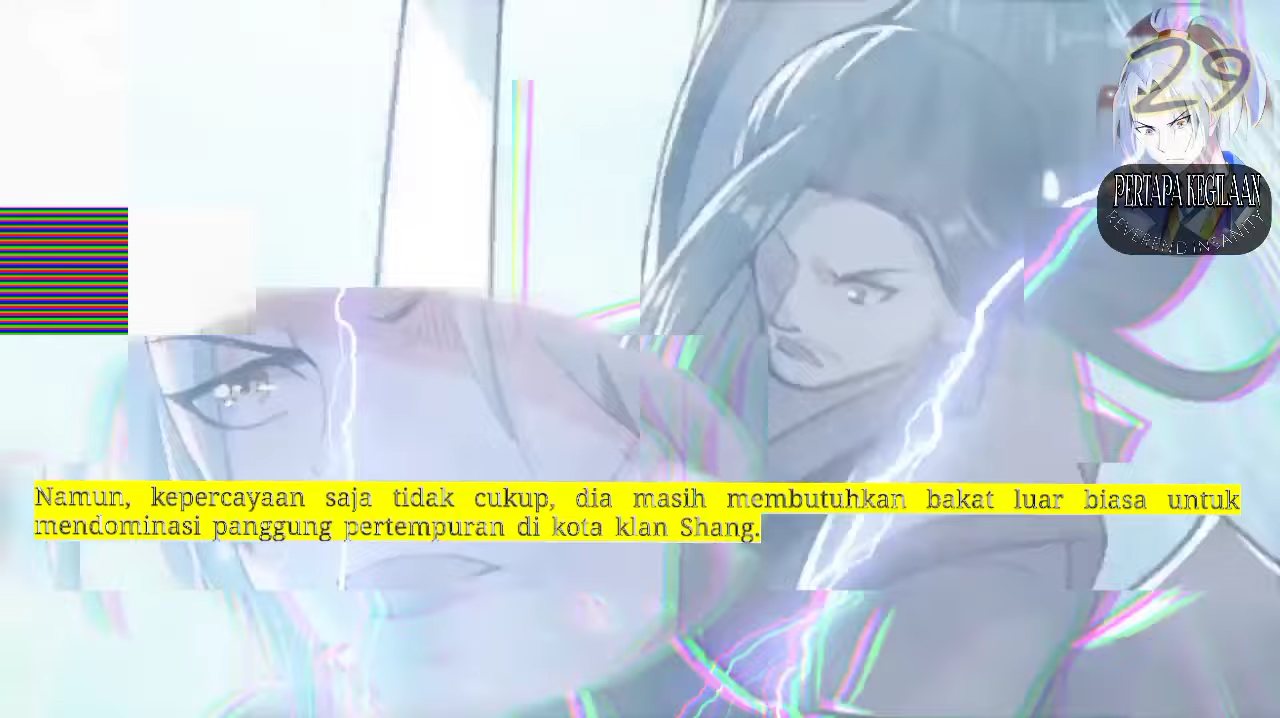 29
PERTAPA KEGILAAN
REVEREND INSANITY
Namun, kepercayaan saja tidak cukup, dia masih membutuhkan bakat luar biasa untuk
mendominasi panggung pertempuran di kota klan Shang.